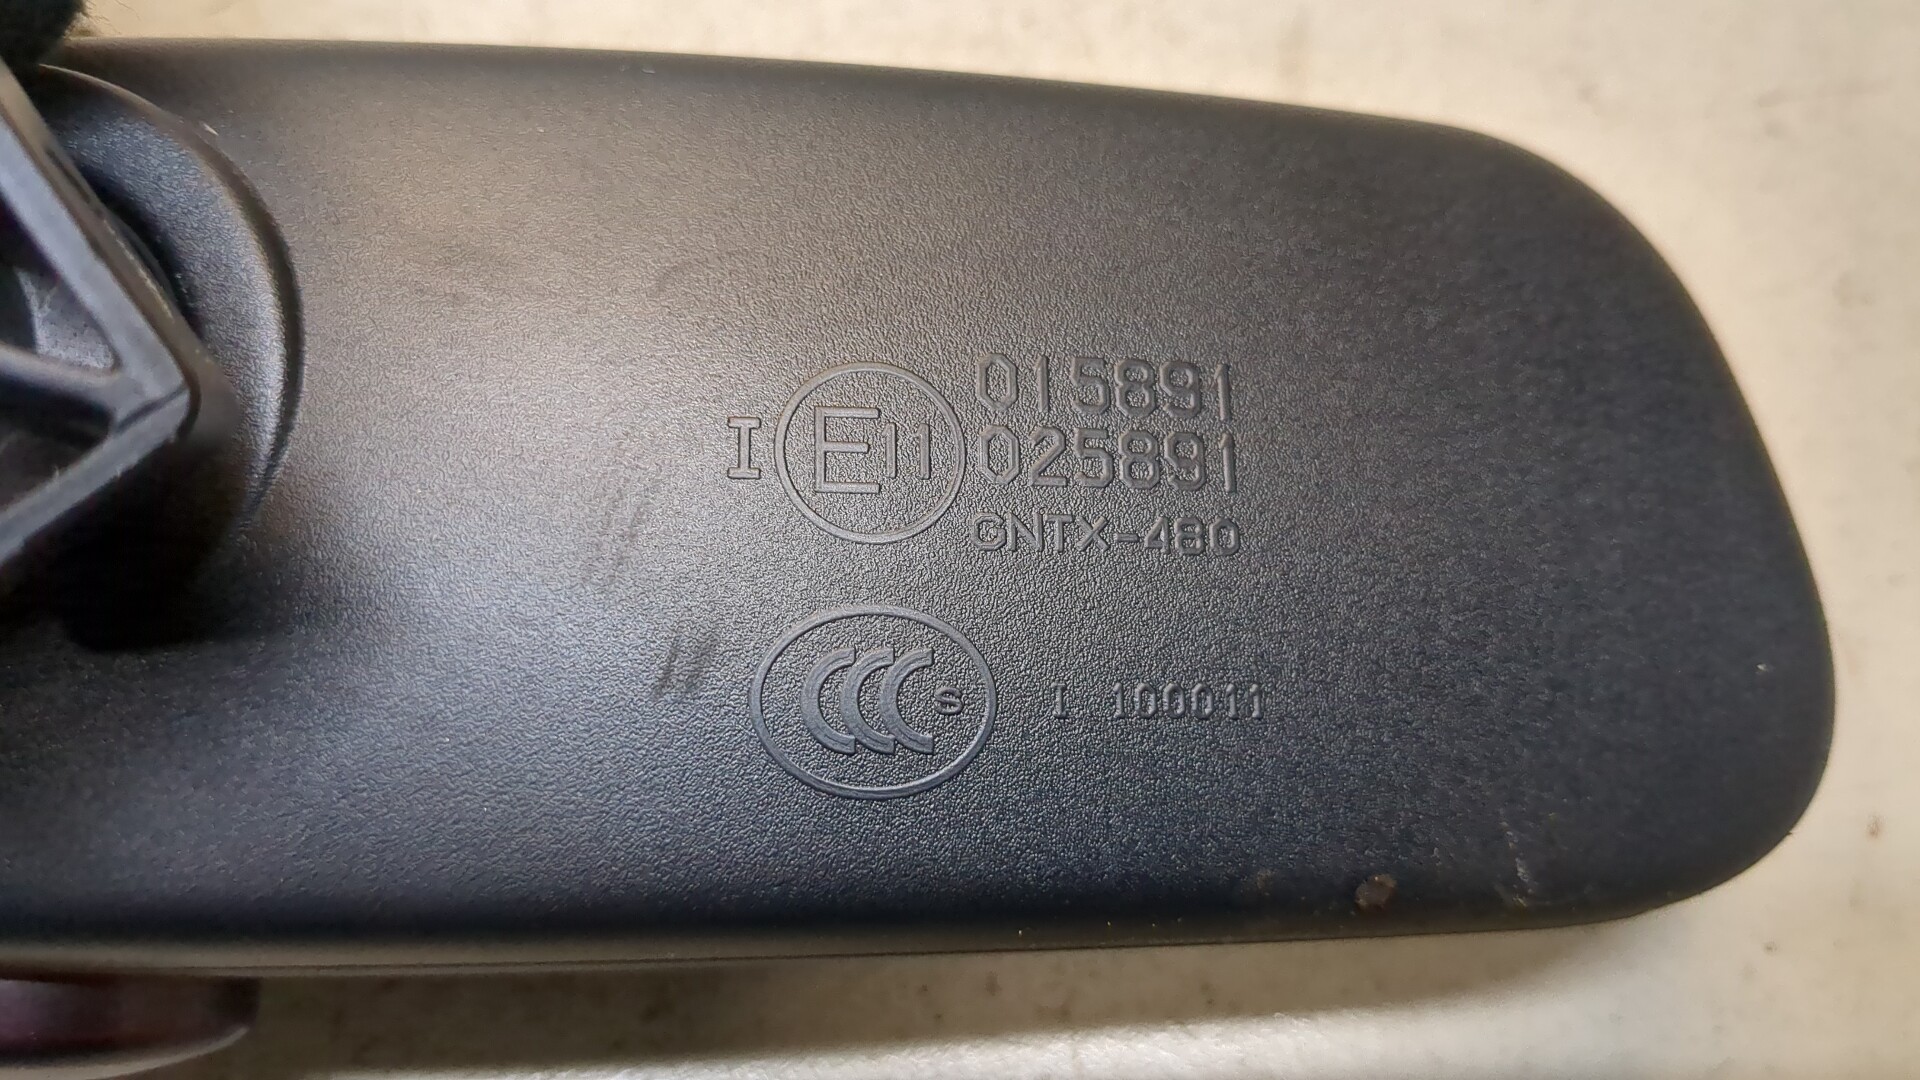 015891
I E11 025891
GNTX-480
CCC S I 100011